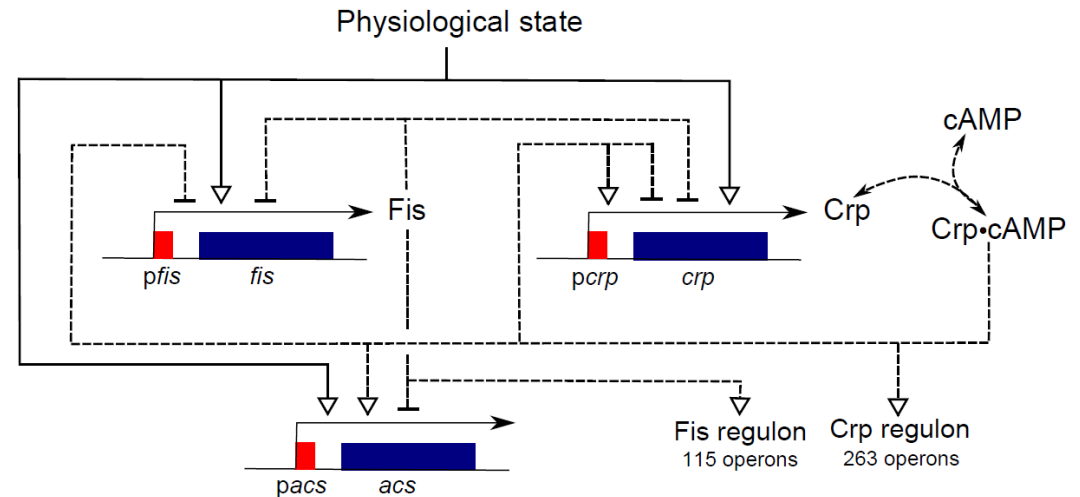 Physiological state
cAMP
Fis
Crp
Crp•cAMP
pfis
fis
pcrp
crp
Fis regulon
115 operons
Crp regulon
263 operons
pacs
acs